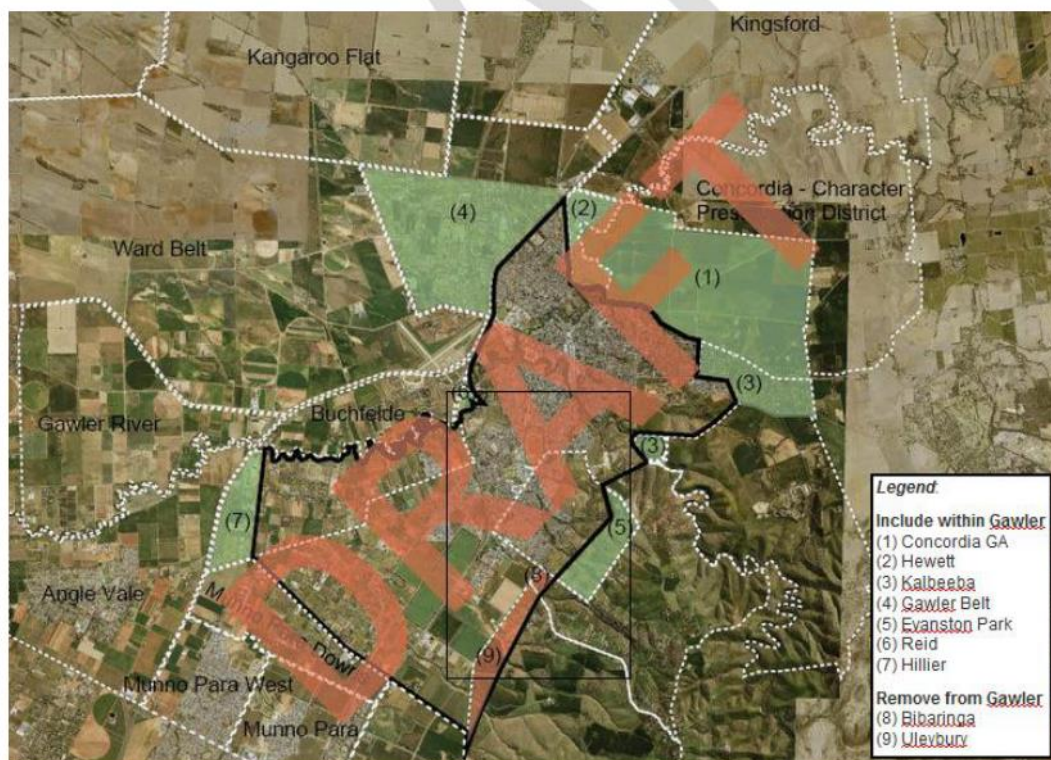 Kingsford
Kangaroo Flat
Concordia - Character
District
(4)
(2)
(1)
Ward Belt
(3)
Buchfelde
Gawler River
(3)
(7)
(5)
Angle Vale
(8)
(9)
Munno Para West
Munno Para
DRAFT
Legend:
Include within Gawler
(1) Concordia GA
(2) Hewett
(3) Kalbeeba
(4) Gawler Belt
(5) Evanston Park
(6) Reid
(7) Hillier
Remove from Gawler
(8) Bibaringa
(9) Uleybury